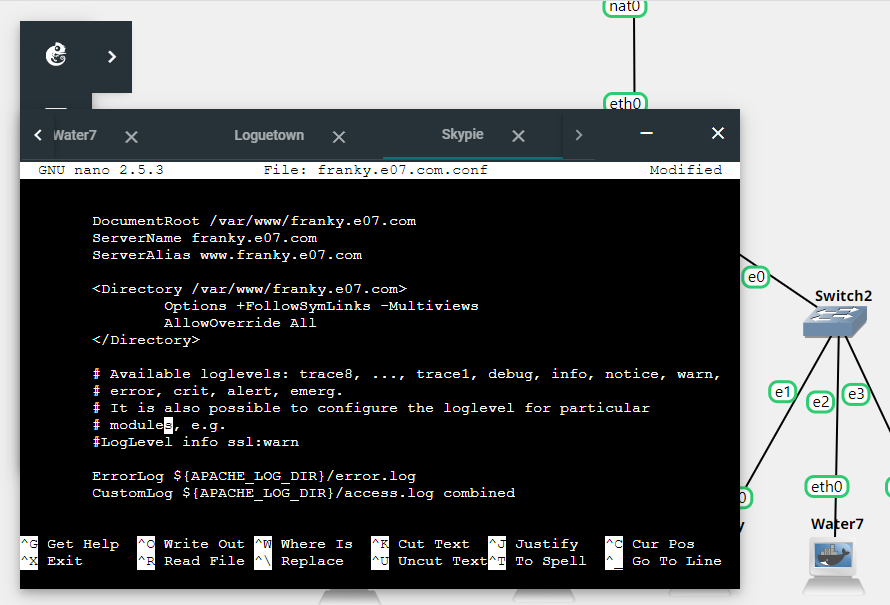 nat0
eth0
Water7 Loguetown Skypie
GNU nano 2.5.3 File: franky.e07.com.conf Modified
DocumentRoot /var/www/franky.e07.com
ServerName franky.e07.com
ServerAlias www.franky.e07.com
<Directory /var/www/franky.e07.com>
Options +FollowSymLinks -Multiviews
AllowOverride All
</Directory>
# Available loglevels: trace8, ..., trace1, debug, info, notice, warn,
# error, crit, alert, emerg.
# It is also possible to configure the loglevel for particular
# modules, e.g.
#LogLevel info ssl:warn
ErrorLog ${APACHE_LOG_DIR}/error.log
CustomLog ${APACHE_LOG_DIR}/access.log combined
^G Get Help ^O Write Out ^W Where Is ^K Cut Text ^J Justify ^C Cur Pos
^X Exit ^R Read File ^\ Replace ^U Uncut Text ^T To Spell ^_ Go To Line
e0
Switch2
e1
e2
e3
eth0
Water7